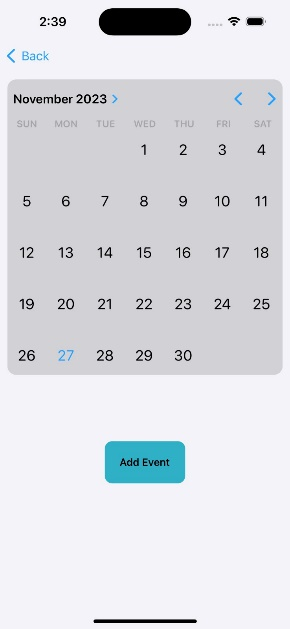 2:39
Back
November 2023
SUN MON TUE WED THU FRI SAT
1 2 3 4
5 6 7 8 9 10 11
12 13 14 15 16 17 18
19 20 21 22 23 24 25
26 27 28 29 30
Add Event